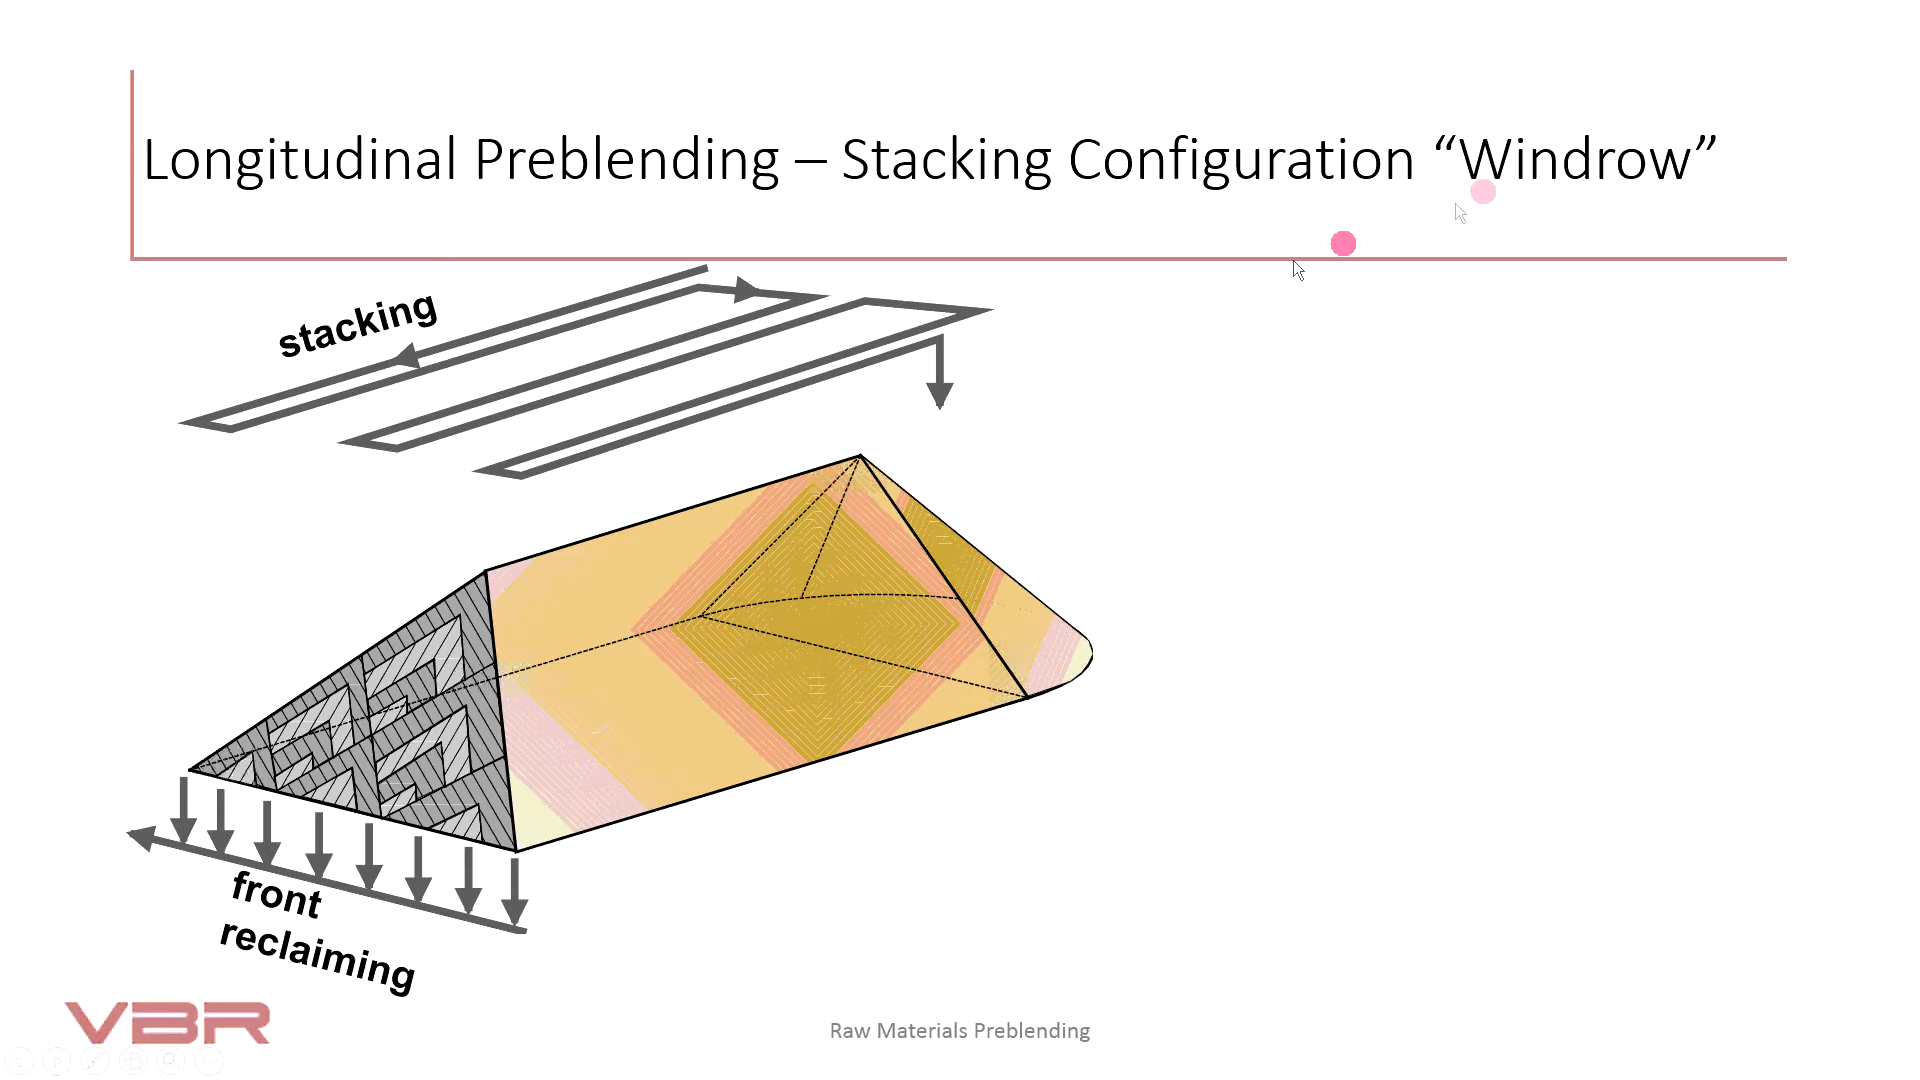 Longitudinal Preblending – Stacking Configuration “Windrow”
stacking
front
reclaiming
VBR
Raw Materials Preblending